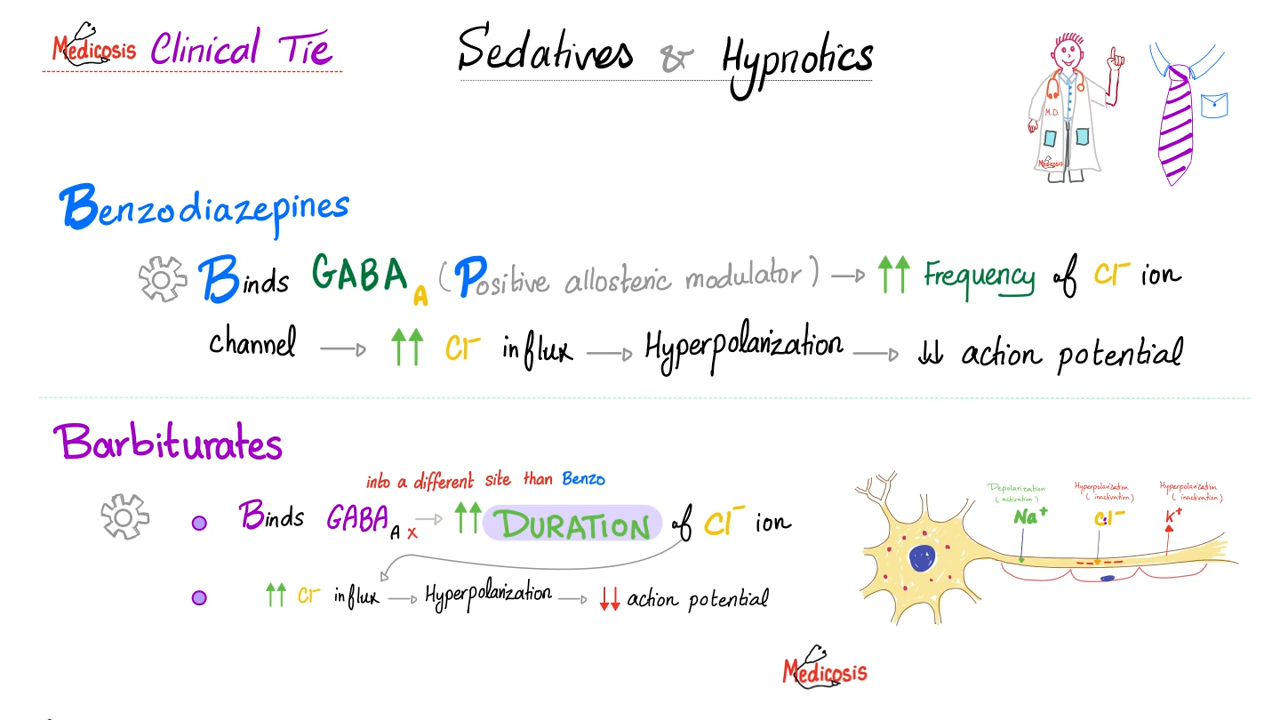 Medicosis Clinical Tie
Sedatives & Hypnotics
M.D.
Medicosis
Benzodiazepines
Binds GABA A (Positive allosteric modulator) → ↑↑ Frequency of Cl⁻ ion
channel → ↑↑ Cl⁻ influx → Hyperpolarization → ↓↓ action potential
Barbiturates
into a different site than Benzo
Binds GABA A x → ↑↑ DURATION of Cl⁻ ion
↑↑ Cl⁻ influx → Hyperpolarization → ↓↓ action potential
Depolarization
(activation)
Na⁺
Hyperpolarization
(inactivation)
Cl⁻
Hyperpolarization
(inactivation)
K⁺
Medicosis